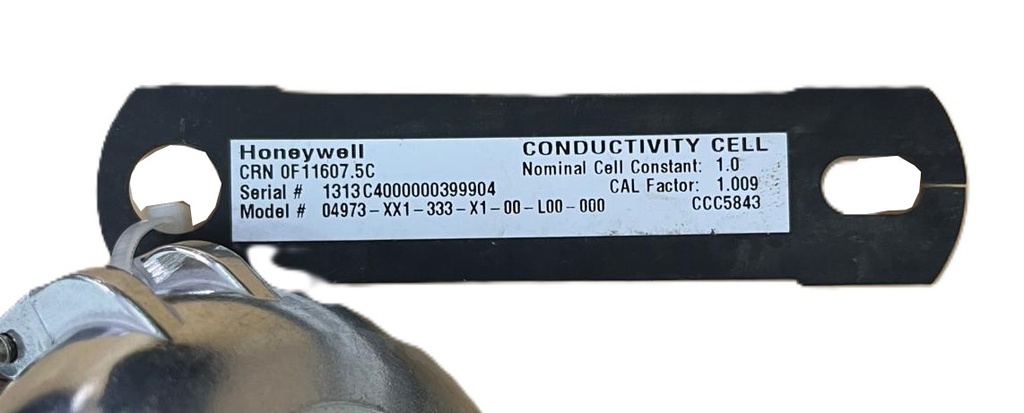 Honeywell CONDUCTIVITY CELL
CRN 0F11607.5C Nominal Cell Constant: 1.0
Serial # 1313C4000000399904 CAL Factor: 1.009
Model # 04973-XX1-333-X1-00-L00-000 CCC5843